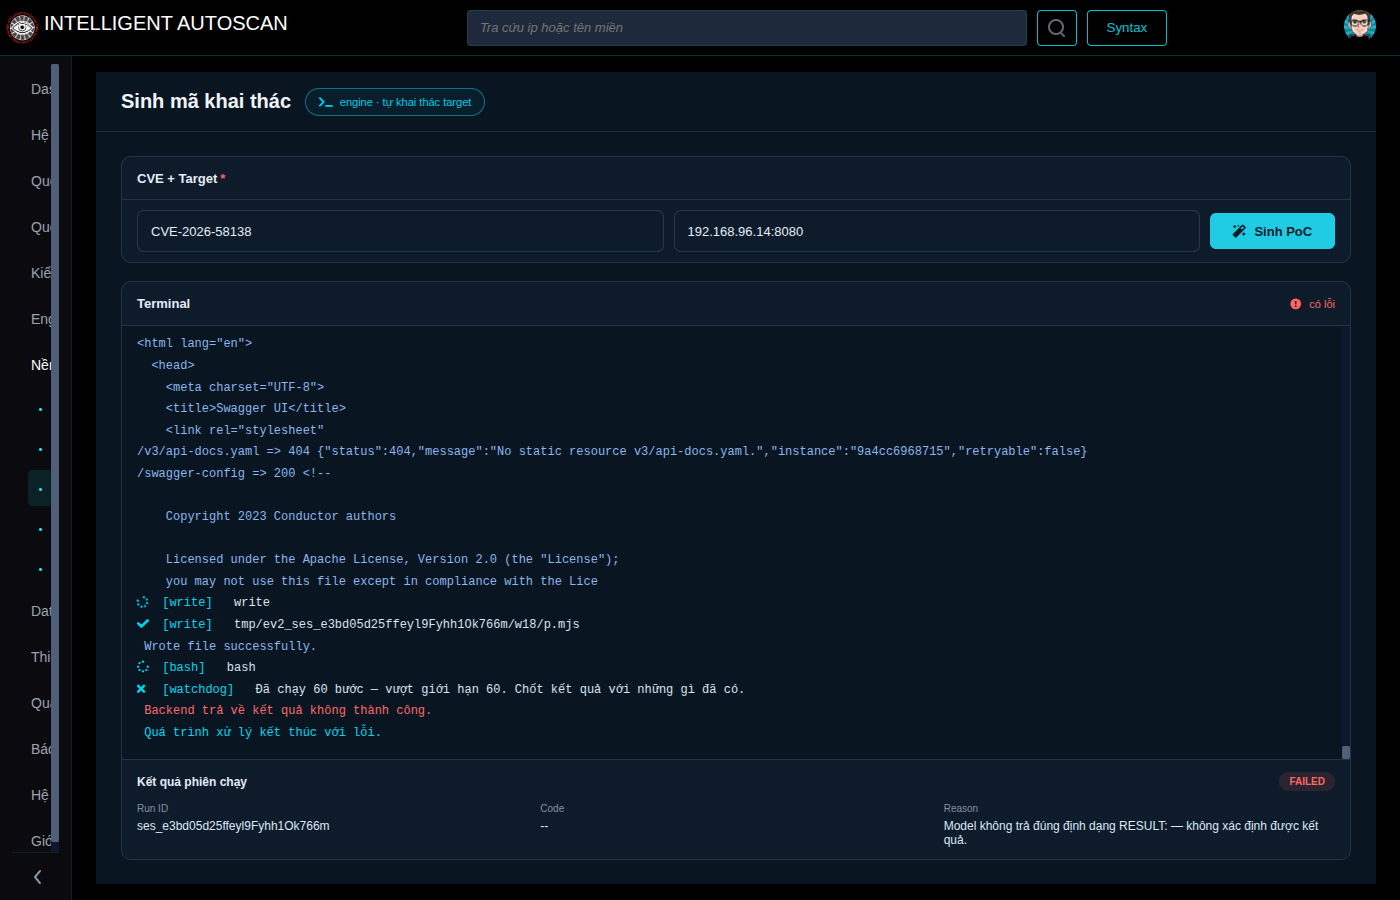 INTELLIGENT AUTOSCAN
Tra cứu ip hoặc tên miền
Syntax
Sinh mã khai thác
engine · tự khai thác target
CVE + Target *
CVE-2026-58138
192.168.96.14:8080
Sinh PoC
Terminal
có lỗi
<html lang="en">
<head>
<meta charset="UTF-8">
<title>Swagger UI</title>
<link rel="stylesheet"
/v3/api-docs.yaml => 404 {"status":404,"message":"No static resource v3/api-docs.yaml.","instance":"9a4cc6968715","retryable":false}
/swagger-config => 200 <!--
Copyright 2023 Conductor authors
Licensed under the Apache License, Version 2.0 (the "License");
you may not use this file except in compliance with the Lice
[write] write
[write] tmp/ev2_ses_e3bd05d25ffeyl9Fyhh1Ok766m/w18/p.mjs
Wrote file successfully.
[bash] bash
[watchdog] Đã chạy 60 bước — vượt giới hạn 60. Chốt kết quả với những gì đã có.
Backend trả về kết quả không thành công.
Quá trình xử lý kết thúc với lỗi.
Kết quả phiên chạy
FAILED
Run ID
Code
Reason
ses_e3bd05d25ffeyl9Fyhh1Ok766m
--
Model không trả đúng định dạng RESULT: — không xác định được kết
quả.
Hệ
Hệ